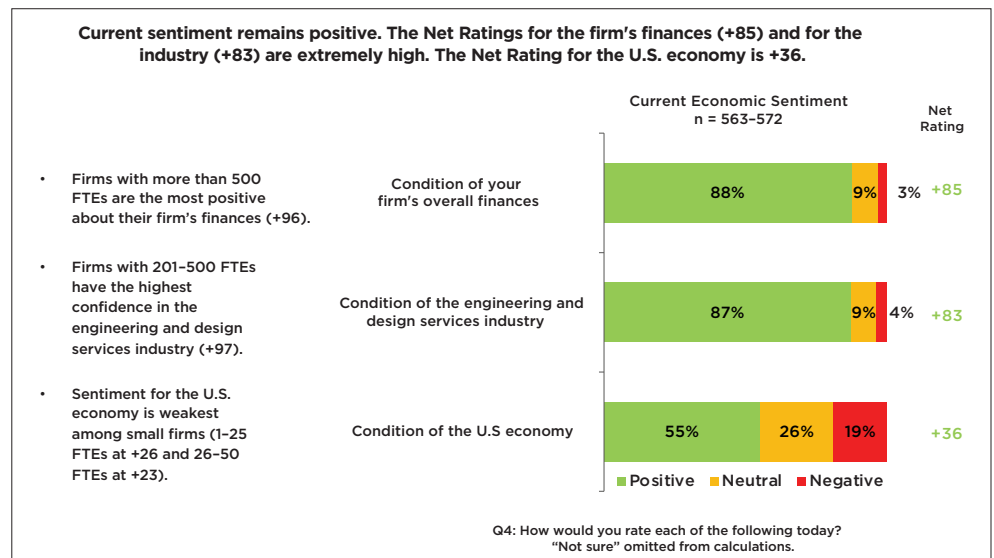 Current sentiment remains positive. The Net Ratings for the firm's finances (+85) and for the
industry (+83) are extremely high. The Net Rating for the U.S. economy is +36.
Current Economic Sentiment
n = 563–572
Net
Rating
• Firms with more than 500
FTEs are the most positive
about their firm's finances (+96).
Condition of your
firm's overall finances
88%
9%
3%
+85
• Firms with 201–500 FTEs
have the highest
confidence in the
engineering and design
services industry (+97).
Condition of the engineering and
design services industry
87%
9%
4%
+83
• Sentiment for the U.S.
economy is weakest
among small firms (1–25
FTEs at +26 and 26–50
FTEs at +23).
Condition of the U.S economy
55%
26%
19%
+36
Positive Neutral Negative
Q4: How would you rate each of the following today?
“Not sure” omitted from calculations.